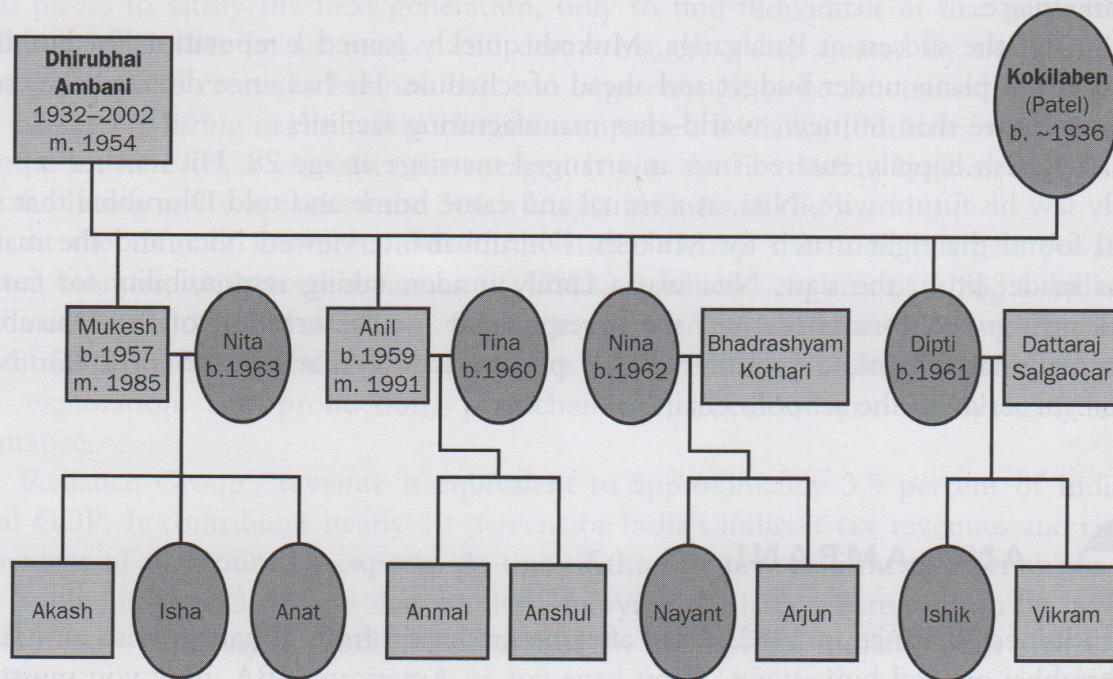 Dhirubhai
Ambani
1932–2002
m. 1954
Kokilaben
(Patel)
b. ~1936
Mukesh
b.1957
m. 1985
Nita
b.1963
Anil
b.1959
m. 1991
Tina
b.1960
Nina
b.1962
Bhadrashyam
Kothari
Dipti
b.1961
Dattaraj
Salgaocar
Akash
Isha
Anat
Anmal
Anshul
Nayant
Arjun
Ishik
Vikram